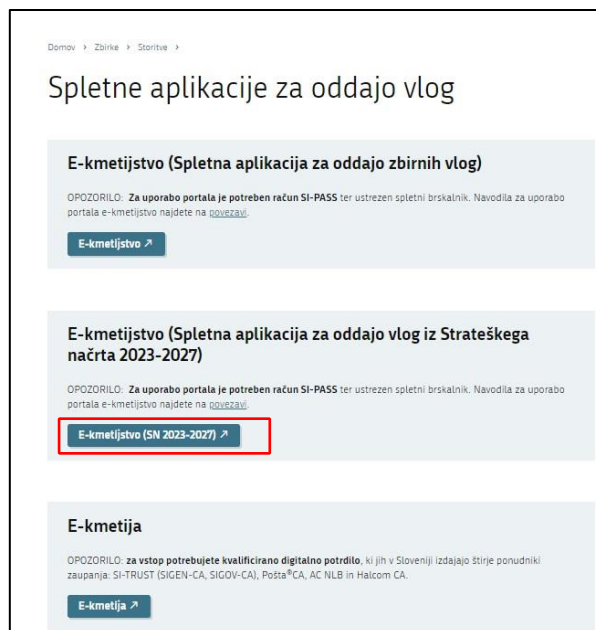 Domov › Zbirke › Storitve ›
Spletne aplikacije za oddajo vlog
E-kmetijstvo (Spletna aplikacija za oddajo zbirnih vlog)
OPOZORILO: Za uporabo portala je potreben račun SI-PASS ter ustrezen spletni brskalnik. Navodila za uporabo
portala e-kmetijstvo najdete na povezavi.
E-kmetijstvo ↗
E-kmetijstvo (Spletna aplikacija za oddajo vlog iz Strateškega
načrta 2023-2027)
OPOZORILO: Za uporabo portala je potreben račun SI-PASS ter ustrezen spletni brskalnik. Navodila za uporabo
portala e-kmetijstvo najdete na povezavi.
E-kmetijstvo (SN 2023-2027) ↗
E-kmetija
OPOZORILO: za vstop potrebujete kvalificirano digitalno potrdilo, ki jih v Sloveniji izdajajo štirje ponudniki
zaupanja: SI-TRUST (SIGEN-CA, SIGOV-CA), Pošta®CA, AC NLB in Halcom CA.
E-kmetija ↗